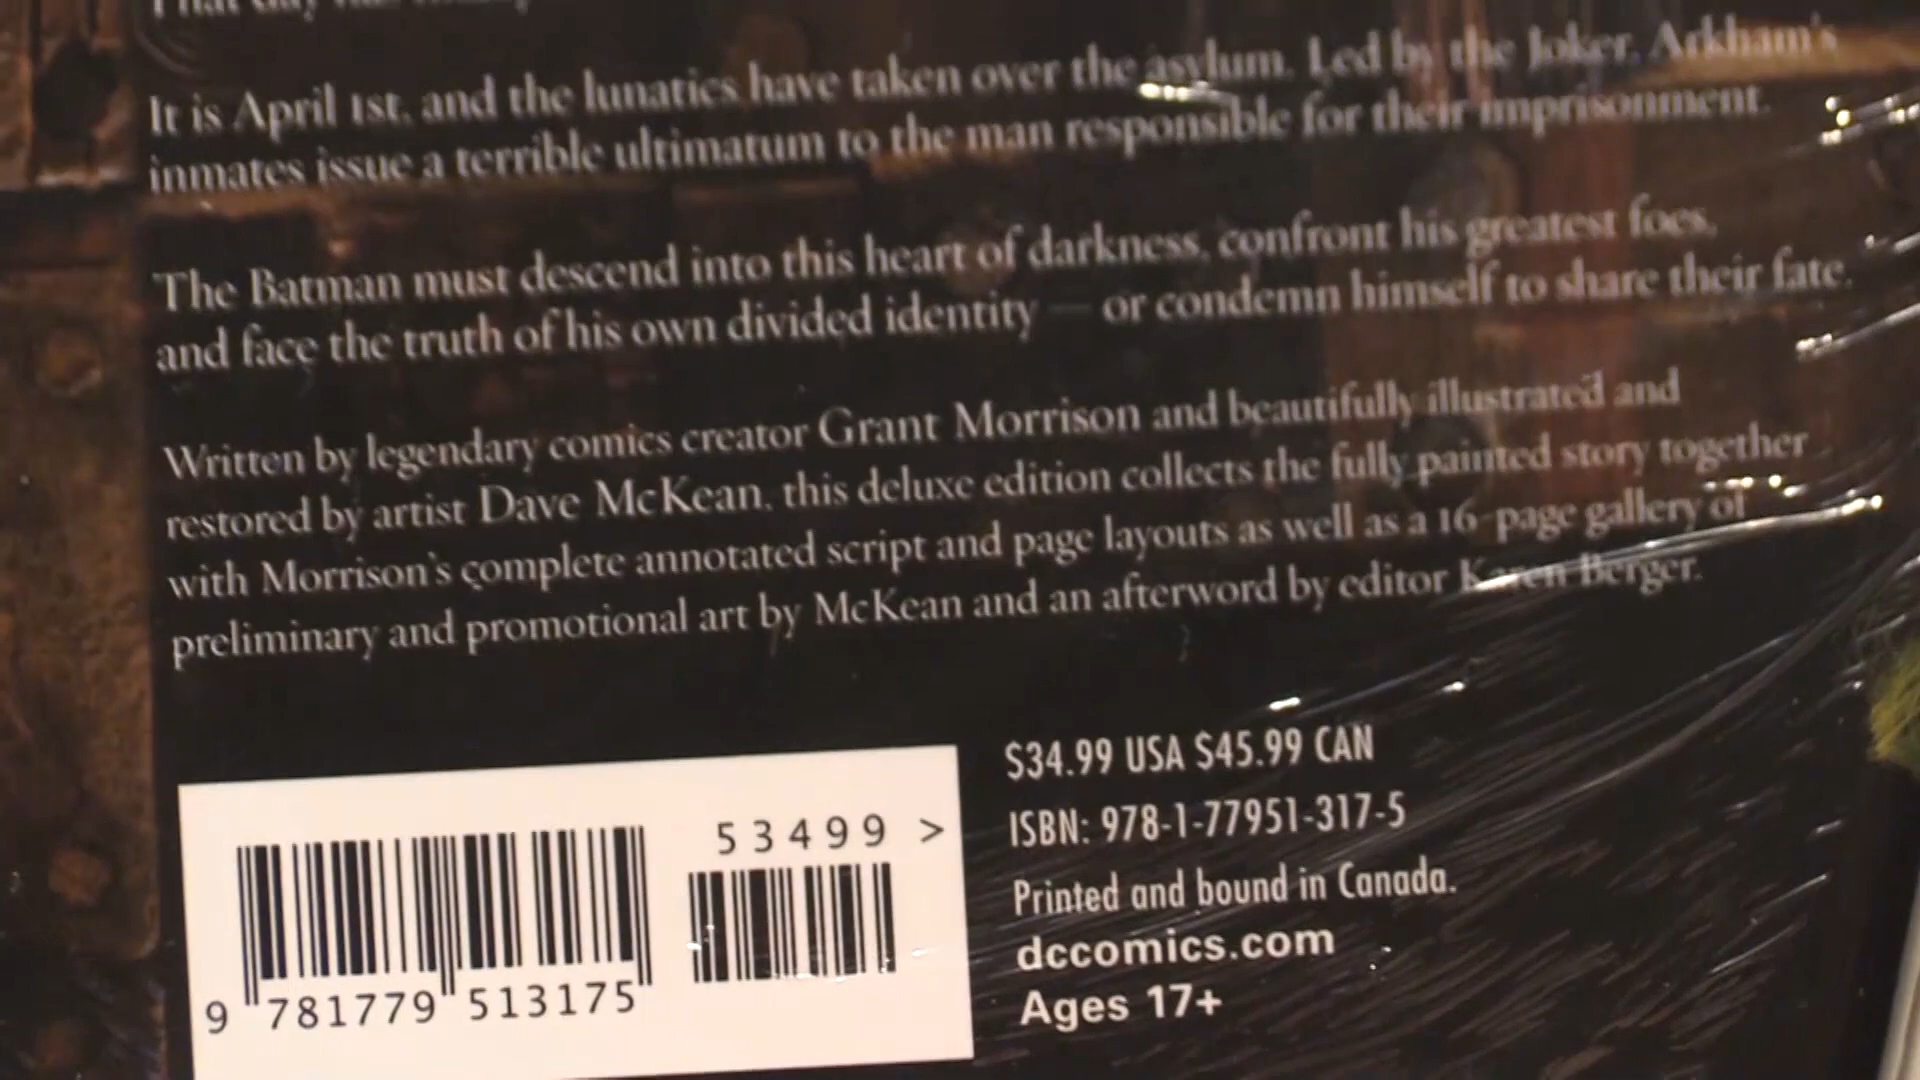 That day
It is April 1st, and the lunatics have taken over the asylum. Led by the Joker, Arkham's
inmates issue a terrible ultimatum to the man responsible for their imprisonment.
The Batman must descend into this heart of darkness, confront his greatest foes,
and face the truth of his own divided identity — or condemn himself to share their fate.
Written by legendary comics creator Grant Morrison and beautifully illustrated and
restored by artist Dave McKean, this deluxe edition collects the fully painted story together
with Morrison's complete annotated script and page layouts as well as a 16-page gallery of
preliminary and promotional art by McKean and an afterword by editor Karen Berger.
$34.99 USA $45.99 CAN
ISBN: 978-1-77951-317-5
Printed and bound in Canada.
dccomics.com
Ages 17+
53499 >
9 781779 513175